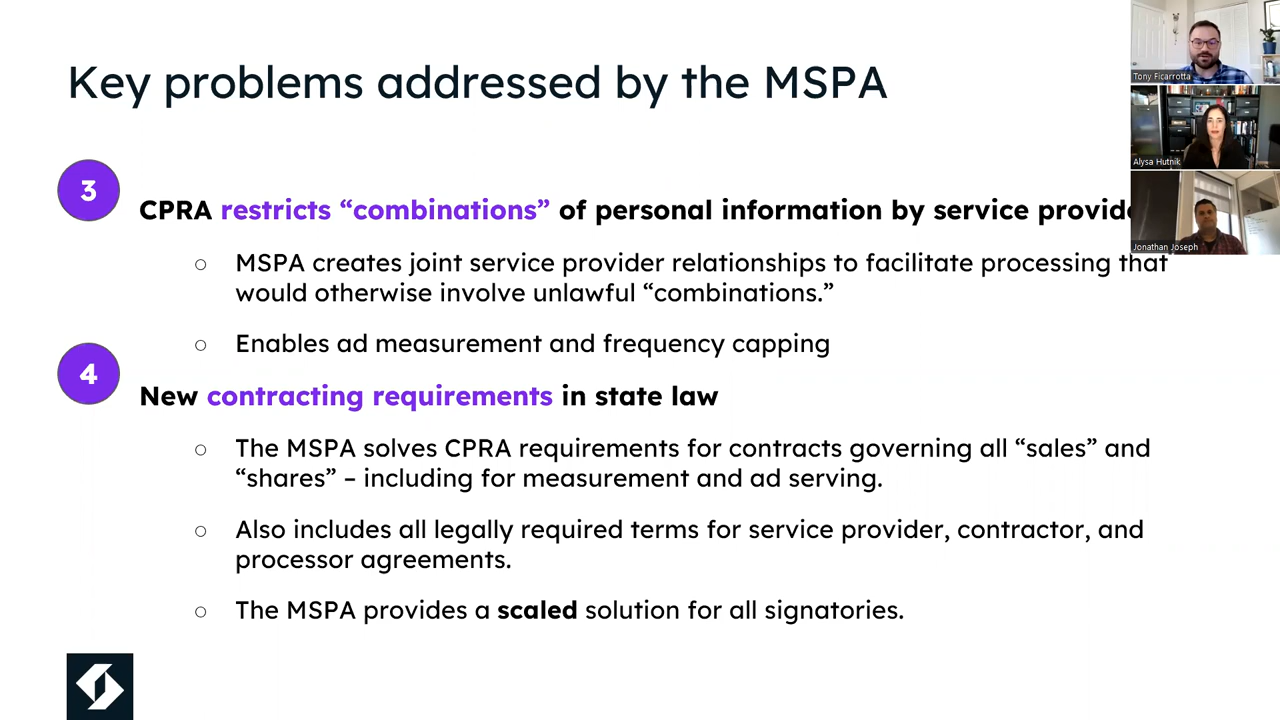 Key problems addressed by the MSPA
Tony Ficarrotta
Alysa Hutnik
Jonathan Joseph
3
CPRA restricts “combinations” of personal information by service
○ MSPA creates joint service provider relationships to facilitate processing that
would otherwise involve unlawful “combinations.”
○ Enables ad measurement and frequency capping
4
New contracting requirements in state law
○ The MSPA solves CPRA requirements for contracts governing all “sales” and
“shares” – including for measurement and ad serving.
○ Also includes all legally required terms for service provider, contractor, and
processor agreements.
○ The MSPA provides a scaled solution for all signatories.